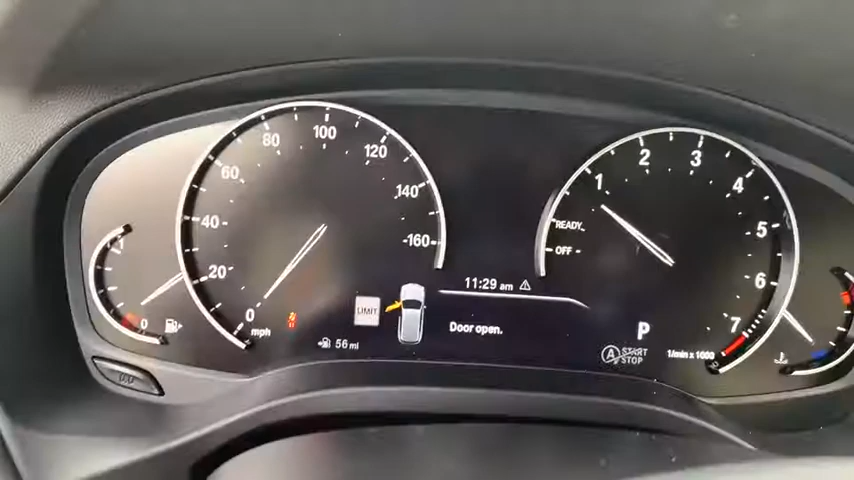 0
20
40
60
80
100
120
140
160
mph
1
0
56 mi
LIMIT
11:29 am
Door open.
READY
OFF
1
2
3
4
5
6
7
1/min x 1000
P
A START
STOP